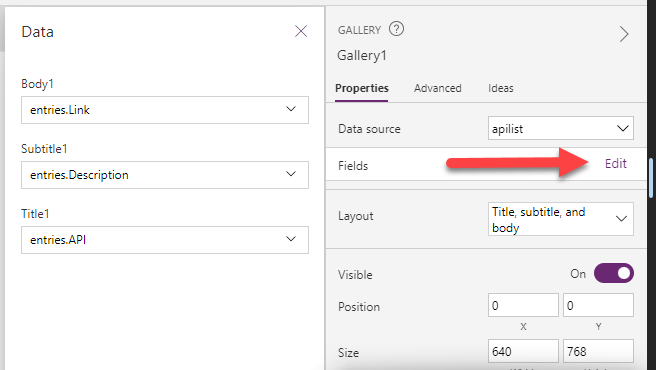 Data
Body1
entries.Link
Subtitle1
entries.Description
Title1
entries.API
GALLERY ?
Gallery1
Properties Advanced Ideas
Data source apilist
Fields Edit
Layout Title, subtitle, and
body
Visible On
Position 0 0
X Y
Size 640 768